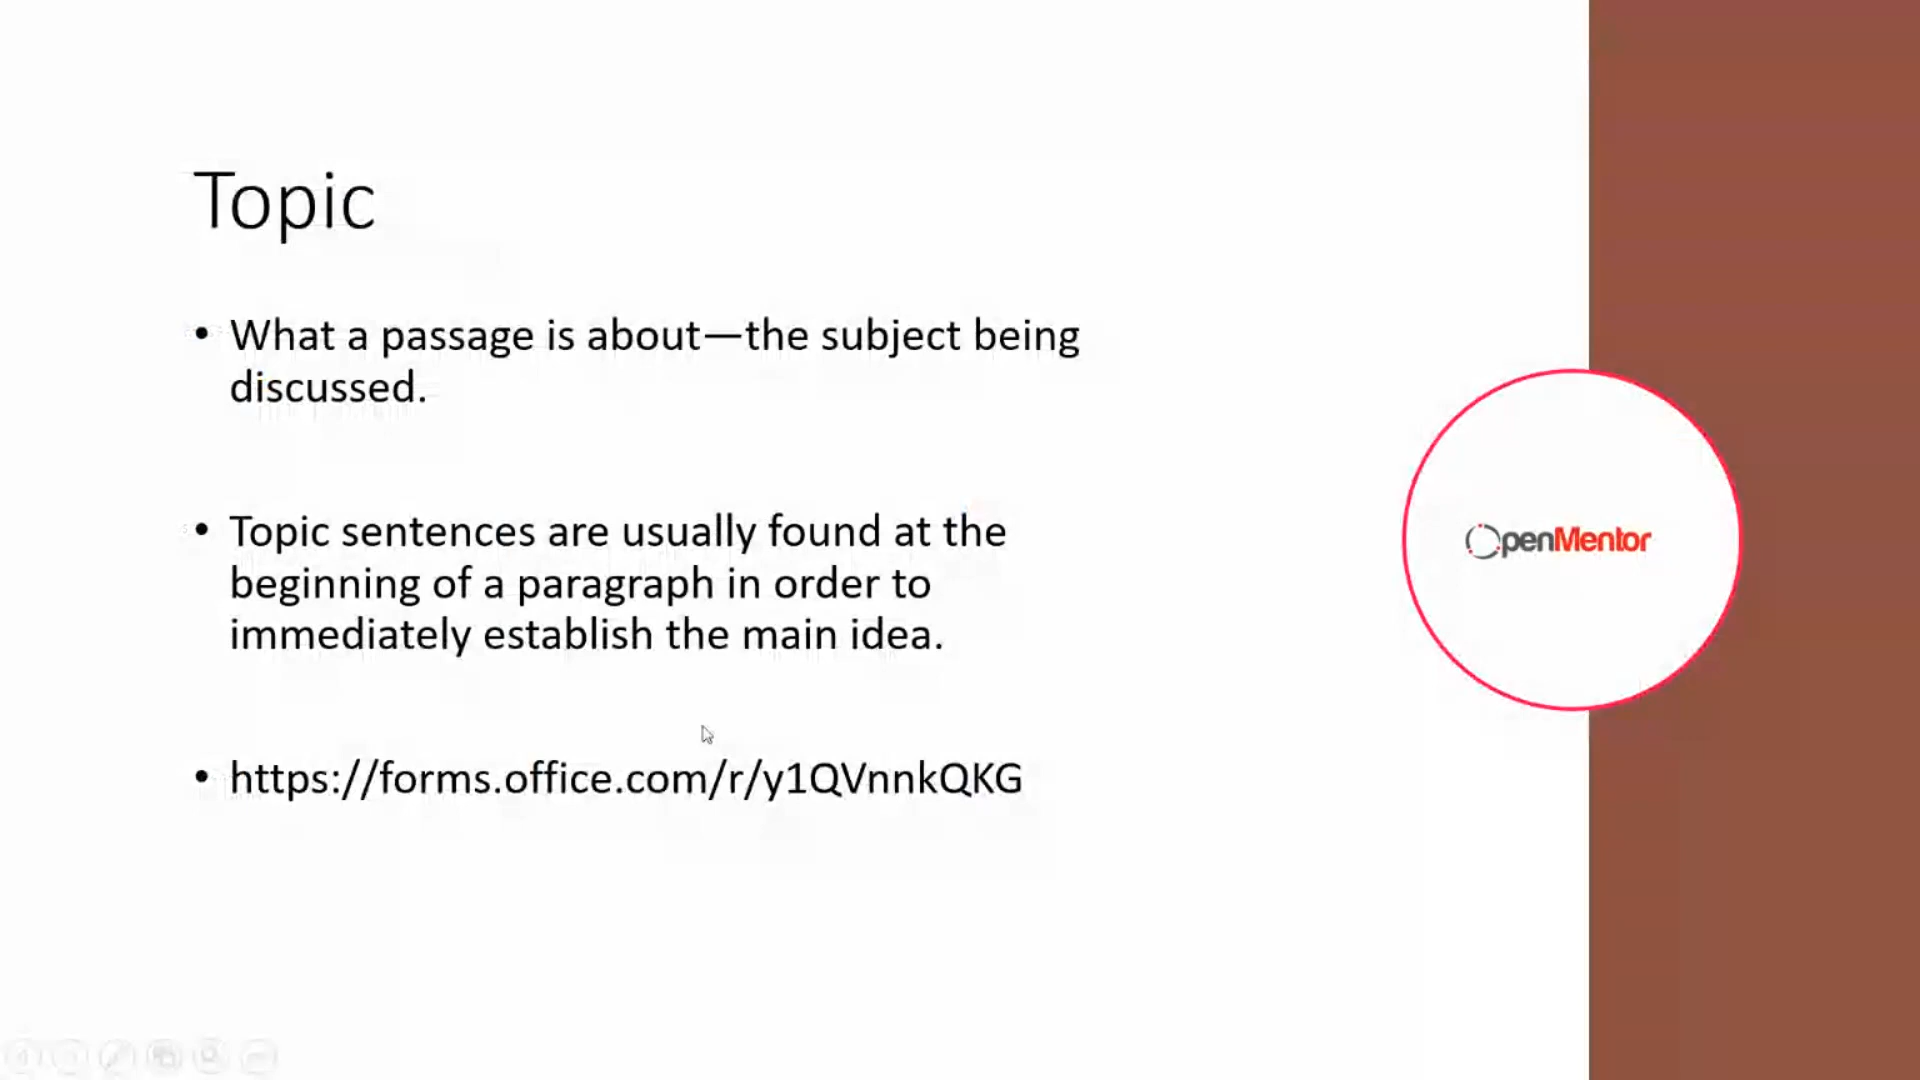 Topic
• What a passage is about—the subject being
discussed.
• Topic sentences are usually found at the
beginning of a paragraph in order to
immediately establish the main idea.
• https://forms.office.com/r/y1QVnnkQKG
OpenMentor